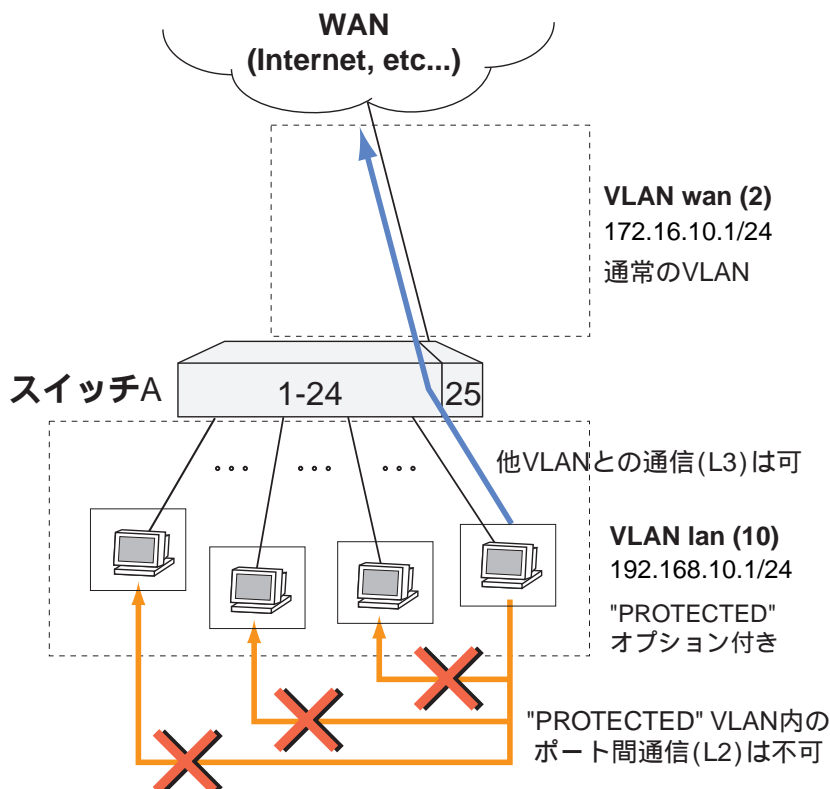 WAN
(Internet, etc...)
VLAN wan (2)
172.16.10.1/24
通常のVLAN
スイッチA
1-24
25
他VLANとの通信(L3)は可
VLAN lan (10)
192.168.10.1/24
"PROTECTED"
オプション付き
"PROTECTED" VLAN内の
ポート間通信(L2)は不可